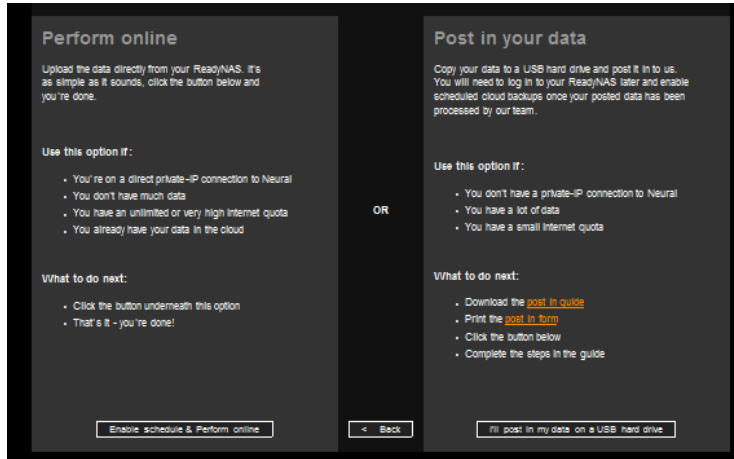 Perform online
Upload the data directly from your ReadyNAS. It's
as simple as it sounds, click the button below and
you're done.
Use this option if:
• You're on a direct private-IP connection to Neural
• You don't have much data
• You have an unlimited or very high internet quota
• You already have your data in the cloud
What to do next:
• Click the button underneath this option
• That's it - you're done!
Enable schedule & Perform online
OR
< Back
Post in your data
Copy your data to a USB hard drive and post it in to us.
You will need to log in to your ReadyNAS later and enable
scheduled cloud backups once your posted data has been
processed by our team.
Use this option if:
• You don't have a private-IP connection to Neural
• You have a lot of data
• You have a small internet quota
What to do next:
• Download the post in guide
• Print the post in form
• Click the button below
• Complete the steps in the guide
I'll post in my data on a USB hard drive